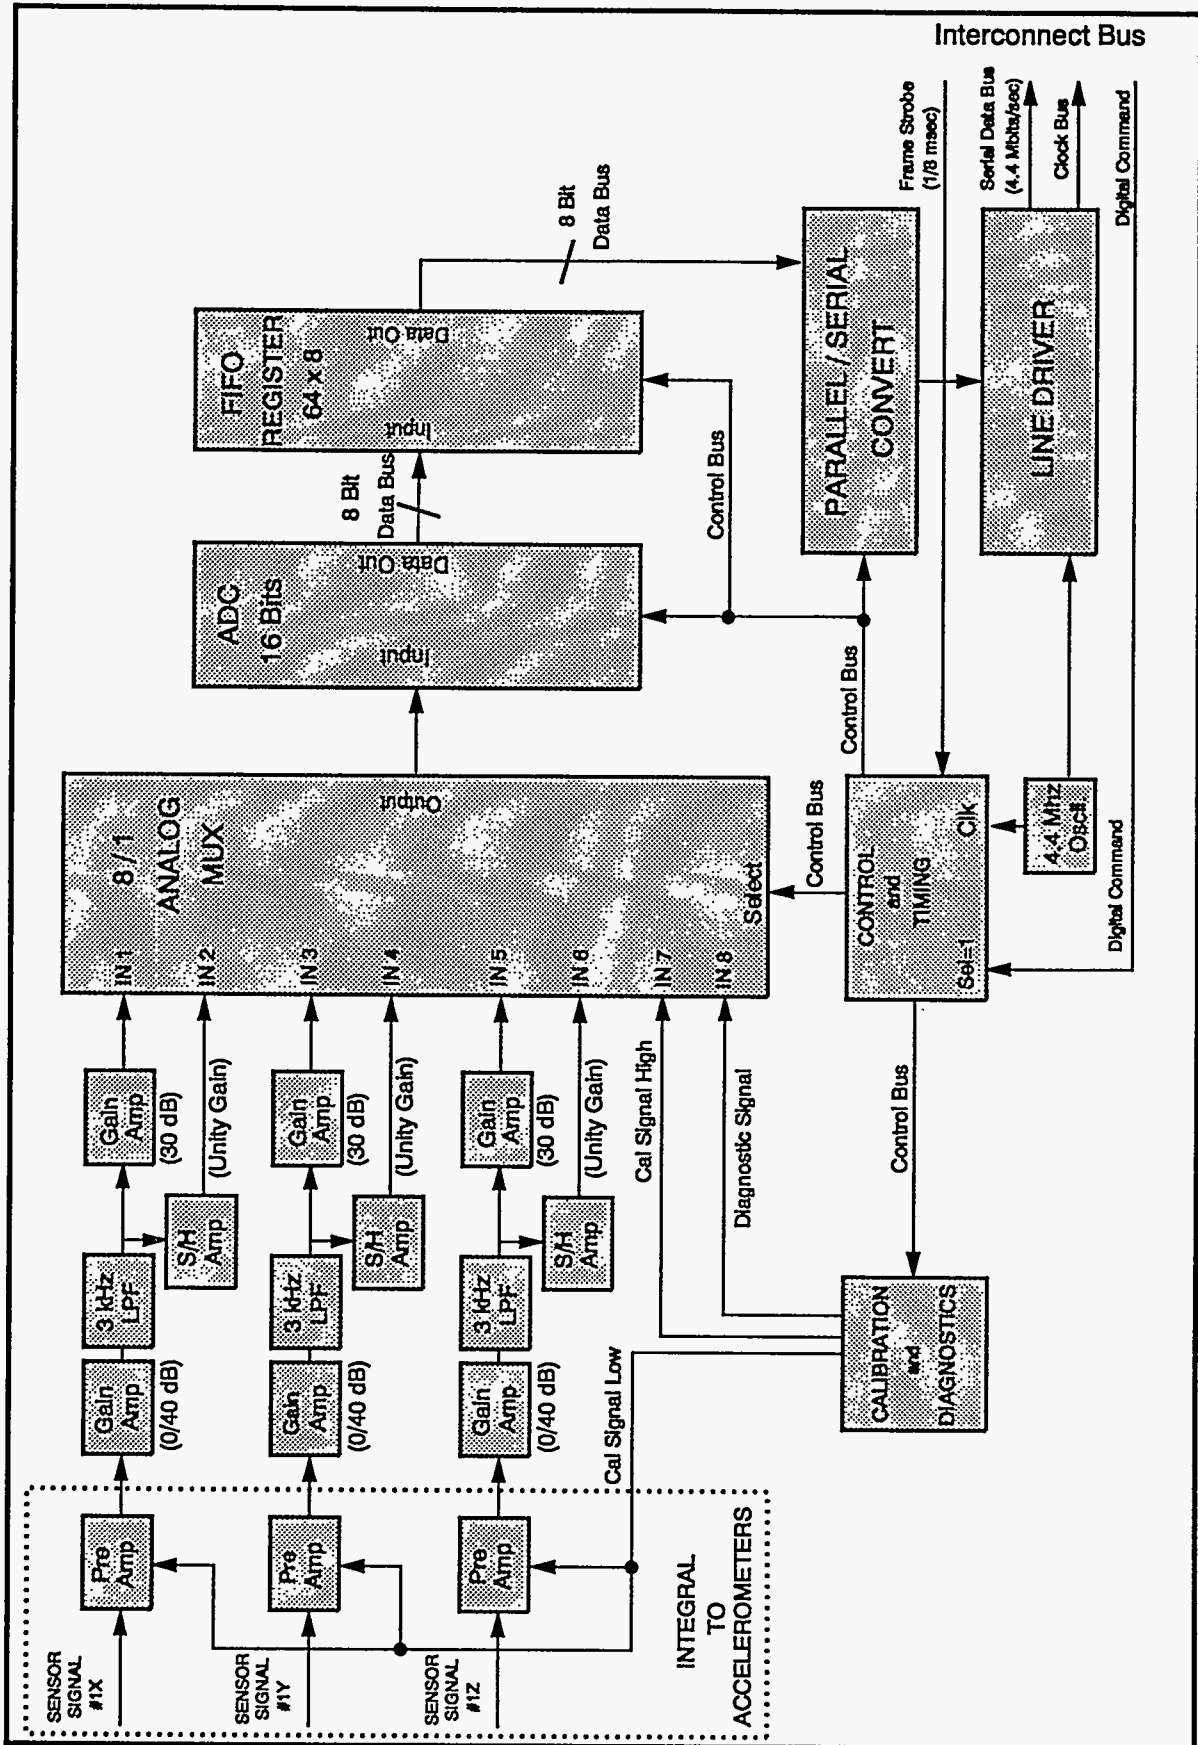 SENSOR
SIGNAL
#1X
SENSOR
SIGNAL
#1Y
SENSOR
SIGNAL
#1Z
Pre
Amp
Pre
Amp
Pre
Amp
INTEGRAL
TO
ACCELEROMETERS
Gain
Amp
(0/40 dB)
3 kHz
LPF
Gain
Amp
(30 dB)
S/H
Amp
(Unity Gain)
Gain
Amp
(0/40 dB)
3 kHz
LPF
Gain
Amp
(30 dB)
S/H
Amp
(Unity Gain)
Gain
Amp
(0/40 dB)
3 kHz
LPF
Gain
Amp
(30 dB)
S/H
Amp
(Unity Gain)
Cal Signal Low
Cal Signal High
Diagnostic Signal
CALIBRATION
and
DIAGNOSTICS
Control Bus
8 / 1
ANALOG
MUX
IN 1
IN 2
IN 3
IN 4
IN 5
IN 6
IN 7
IN 8
Output
Select
Control Bus
CONTROL
and
TIMING
Sel=1
Clk
4.4 Mhz
Osc#
Digital Command
Control Bus
ADC
16 Bits
Input
Data Out
8 Bit
Data Bus
Control Bus
FIFO
REGISTER
64 x 8
Input
Data Out
8 Bit
Data Bus
PARALLEL / SERIAL
CONVERT
LINE DRIVER
Interconnect Bus
Frame Strobe
(1/8 msec)
Serial Data Bus
(4.4 Mbits/sec)
Clock Bus
Digital Command